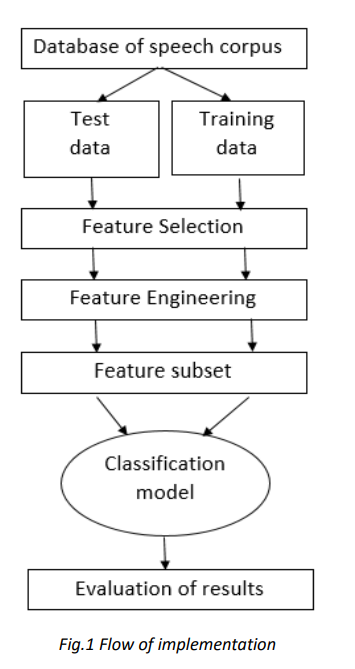 Database of speech corpus
Test
data
Training
data
Feature Selection
Feature Engineering
Feature subset
Classification
model
Evaluation of results
Fig.1 Flow of implementation